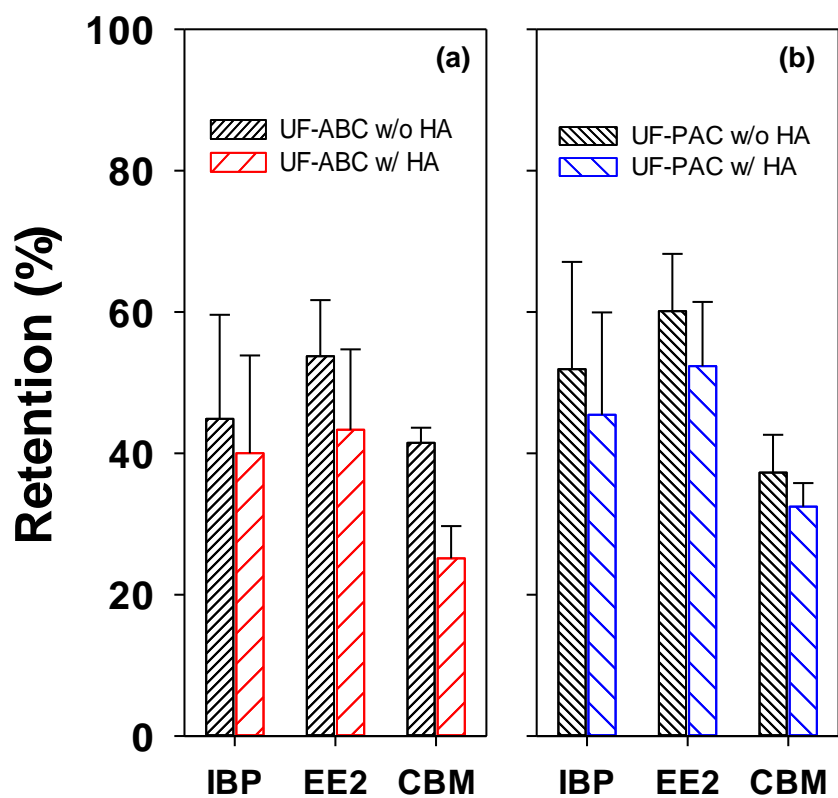 Retention (%)
100
80
60
40
20
0
(a)
UF-ABC w/o HA
UF-ABC w/ HA
IBP EE2 CBM
(b)
UF-PAC w/o HA
UF-PAC w/ HA
IBP EE2 CBM